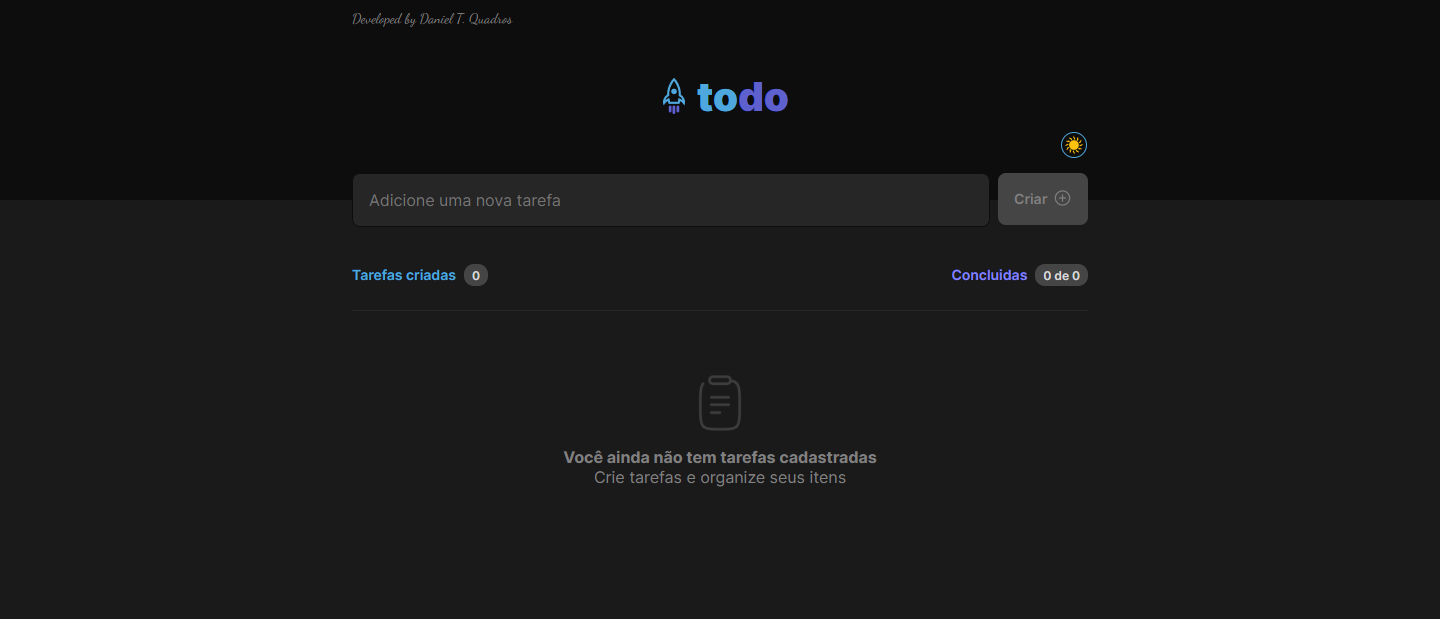 Developed by Daniel T. Quadros
todo
Adicione uma nova tarefa
Criar
Tarefas criadas 0
Concluidas 0 de 0
Você ainda não tem tarefas cadastradas
Crie tarefas e organize seus itens